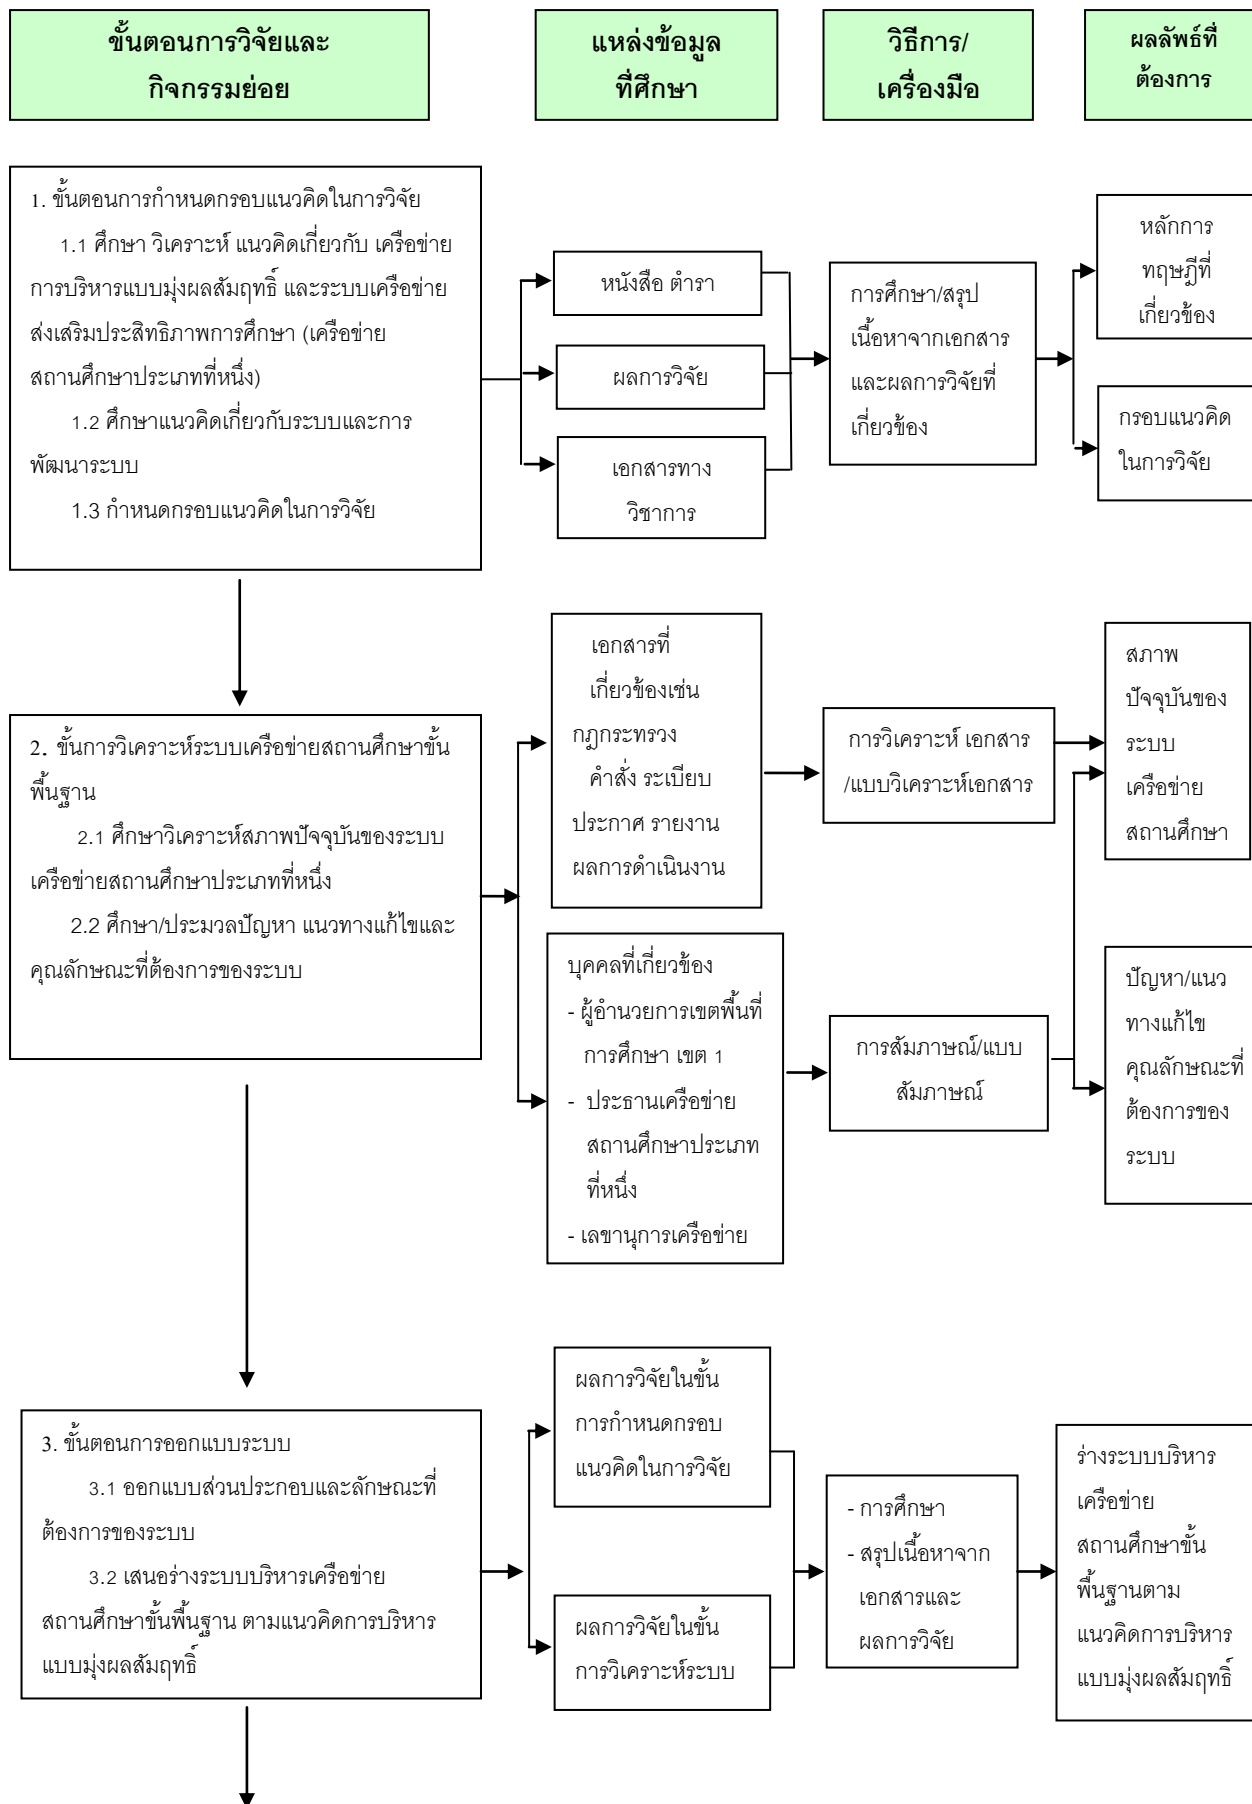 ขั้นตอนการวิจัยและ
กิจกรรมย่อย
แหล่งข้อมูล
ที่ศึกษา
วิธีการ/
เครื่องมือ
ผลลัพธ์ที่
ต้องการ
1. ขั้นตอนการกำหนดกรอบแนวคิดในการวิจัย
1.1 ศึกษา วิเคราะห์ แนวคิดเกี่ยวกับ เครือข่าย
การบริหารแบบมุ่งผลสัมฤทธิ์ และระบบเครือข่าย
ส่งเสริมประสิทธิภาพการศึกษา (เครือข่าย
สถานศึกษาประเภทที่หนึ่ง)
1.2 ศึกษาแนวคิดเกี่ยวกับระบบและการ
พัฒนาระบบ
1.3 กำหนดกรอบแนวคิดในการวิจัย
หนังสือ ตำรา
ผลการวิจัย
เอกสารทาง
วิชาการ
การศึกษา/สรุป
เนื้อหาจากเอกสาร
และผลการวิจัยที่
เกี่ยวข้อง
หลักการ
ทฤษฎีที่
เกี่ยวข้อง
กรอบแนวคิด
ในการวิจัย
2. ขั้นการวิเคราะห์ระบบเครือข่ายสถานศึกษาขั้น
พื้นฐาน
2.1 ศึกษาวิเคราะห์สภาพปัจจุบันของระบบ
เครือข่ายสถานศึกษาประเภทที่หนึ่ง
2.2 ศึกษา/ประมวลปัญหา แนวทางแก้ไขและ
คุณลักษณะที่ต้องการของระบบ
เอกสารที่
เกี่ยวข้องเช่น
กฎกระทรวง
คำสั่ง ระเบียบ
ประกาศ รายงาน
ผลการดำเนินงาน
บุคคลที่เกี่ยวข้อง
- ผู้อำนวยการเขตพื้นที่
การศึกษา เขต 1
- ประธานเครือข่าย
สถานศึกษาประเภท
ที่หนึ่ง
- เลขานุการเครือข่าย
การวิเคราะห์ เอกสาร
/แบบวิเคราะห์เอกสาร
การสัมภาษณ์/แบบ
สัมภาษณ์
สภาพ
ปัจจุบันของ
ระบบ
เครือข่าย
สถานศึกษา
ปัญหา/แนว
ทางแก้ไข
คุณลักษณะที่
ต้องการของ
ระบบ
3. ขั้นตอนการออกแบบระบบ
3.1 ออกแบบส่วนประกอบและลักษณะที่
ต้องการของระบบ
3.2 เสนอร่างระบบบริหารเครือข่าย
สถานศึกษาขั้นพื้นฐาน ตามแนวคิดการบริหาร
แบบมุ่งผลสัมฤทธิ์
ผลการวิจัยในขั้น
การกำหนดกรอบ
แนวคิดในการวิจัย
ผลการวิจัยในขั้น
การวิเคราะห์ระบบ
- การศึกษา
- สรุปเนื้อหาจาก
เอกสารและ
ผลการวิจัย
ร่างระบบบริหาร
เครือข่าย
สถานศึกษาขั้น
พื้นฐานตาม
แนวคิดการบริหาร
แบบมุ่งผลสัมฤทธิ์